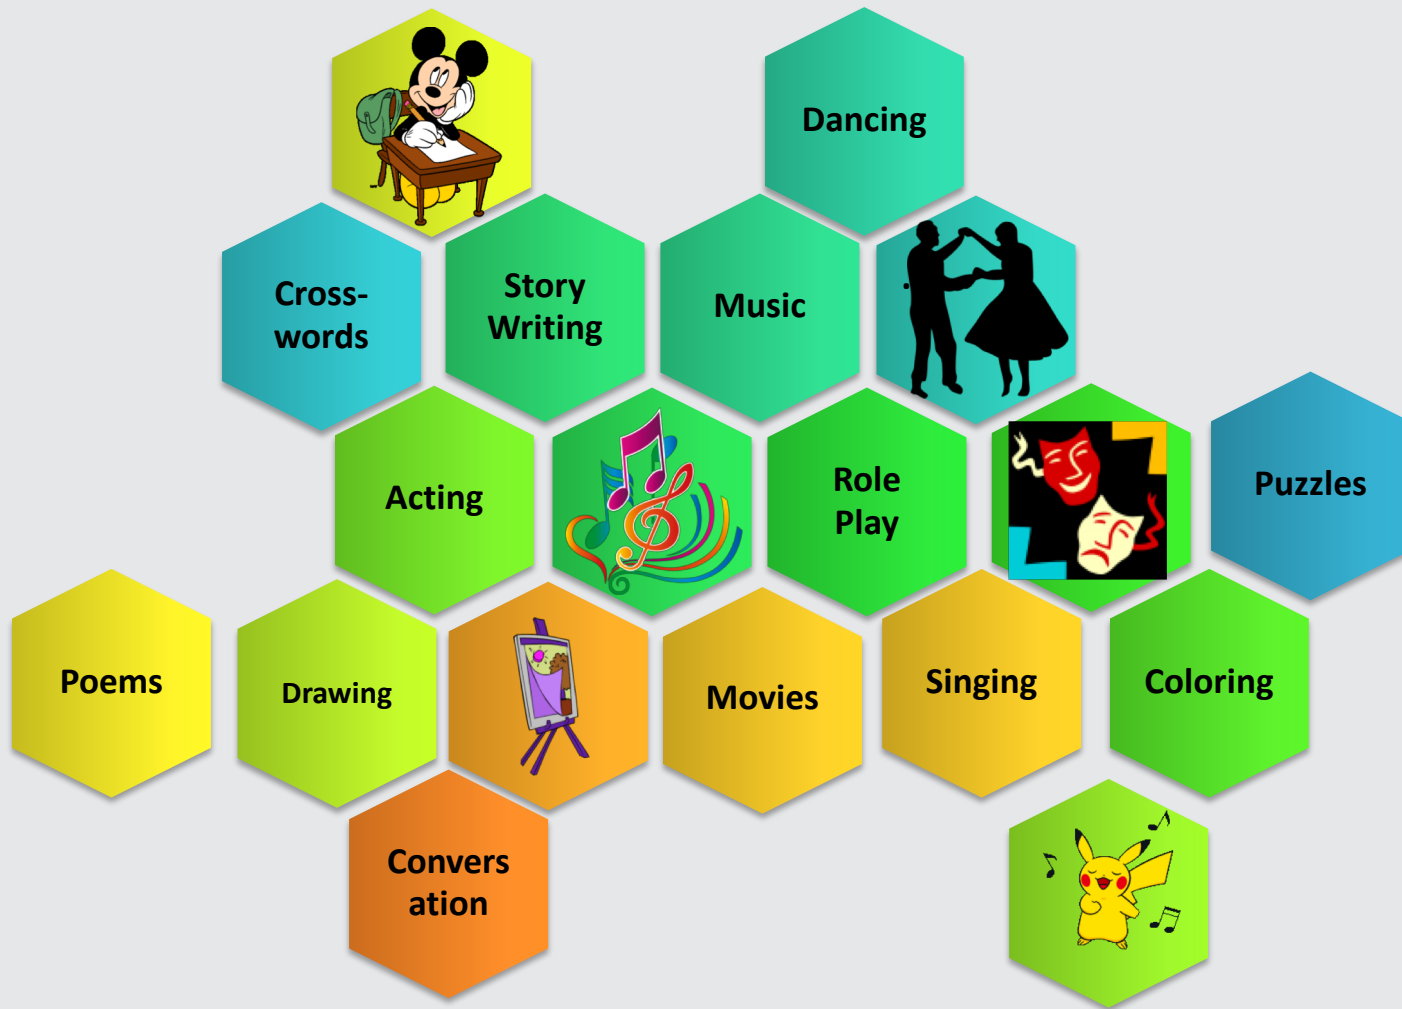 Dancing
Cross-
words
Story
Writing
Music
Acting
Role
Play
Puzzles
Poems
Drawing
Movies
Singing
Coloring
Convers
ation